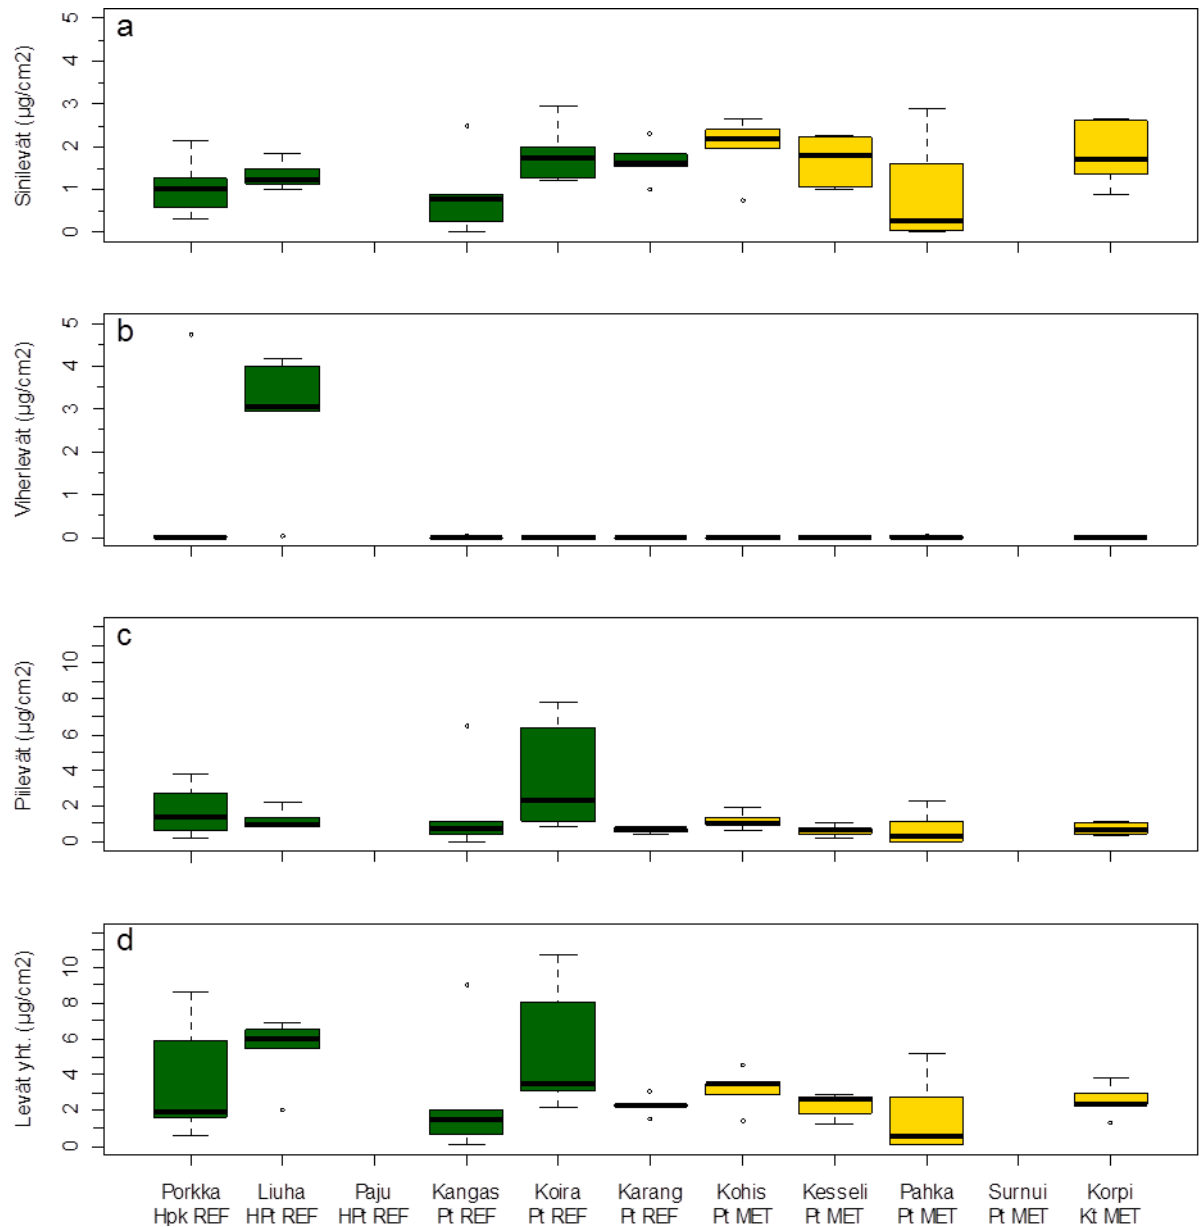 a
Sinilevät (µg/cm2)
5
4
3
2
1
0
b
Viherlevät (µg/cm2)
5
4
3
2
1
0
c
Piilevät (µg/cm2)
10
8
6
4
2
0
d
Levät yht. (µg/cm2)
10
8
6
4
2
0
Porkka Liuha Paju Kangas Koira Karang Kohis Kesseli Pahka Surnui Korpi
Hpk REF HPt REF HPt REF Pt REF Pt REF Pt REF Pt MET Pt MET Pt MET Pt MET Kt MET